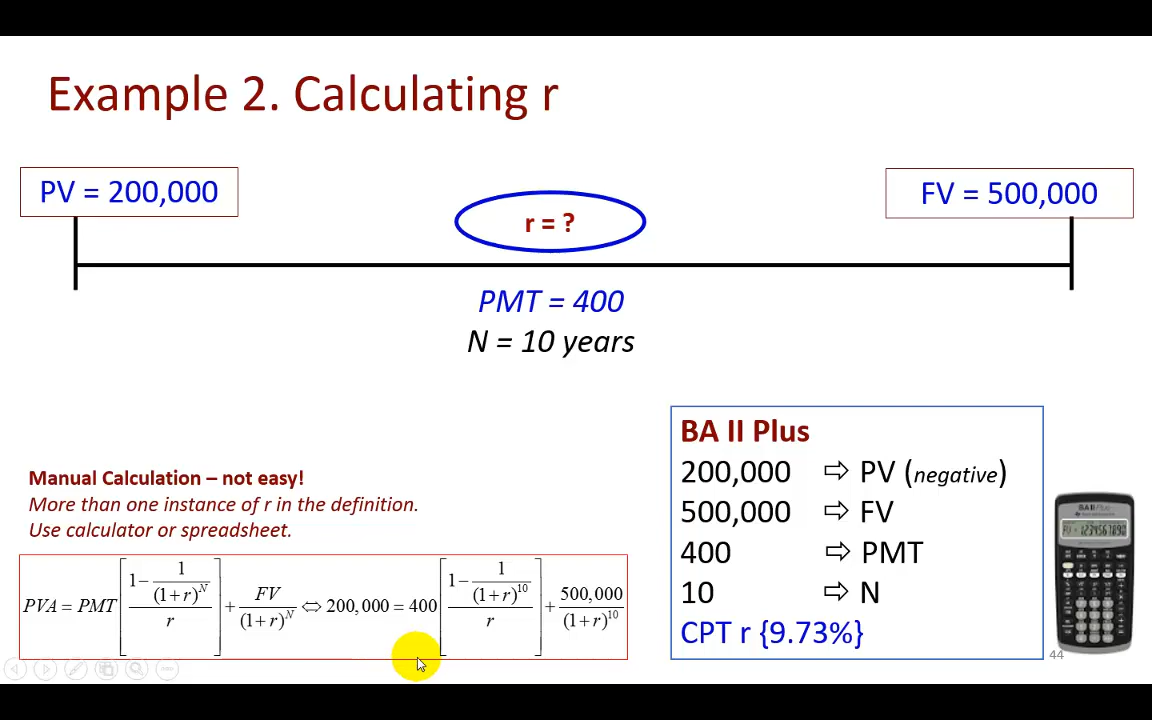 Example 2. Calculating r
PV = 200,000
FV = 500,000
r = ?
PMT = 400
N = 10 years
Manual Calculation – not easy!
More than one instance of r in the definition.
Use calculator or spreadsheet.
PVA = PMT [ 1 − 1/(1+r)^N / r ] + FV/(1+r)^N ⇔ 200,000 = 400 [ 1 − 1/(1+r)^10 / r ] + 500,000/(1+r)^10
BA II Plus
200,000 ⇨ PV (negative)
500,000 ⇨ FV
400 ⇨ PMT
10 ⇨ N
CPT r {9.73%}
BA II Plus
44